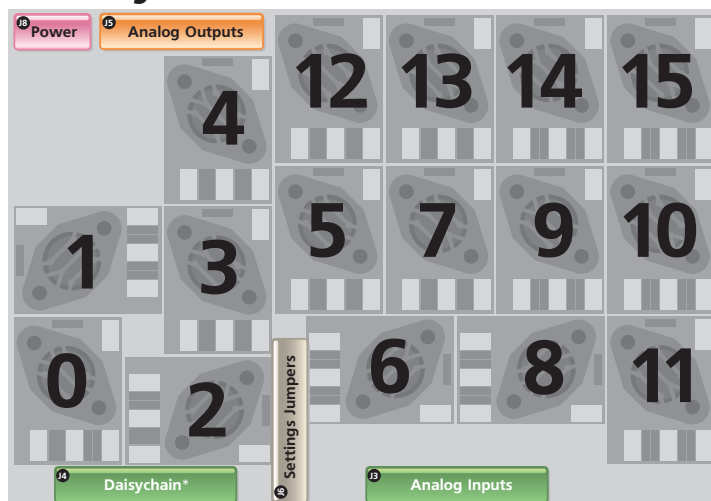 J8 Power
J5 Analog Outputs
12 13 14 15
4
5 7 9 10
1
3
6 8 11
0
2
J6 Settings Jumpers
J4 Daisychain*
J3 Analog Inputs